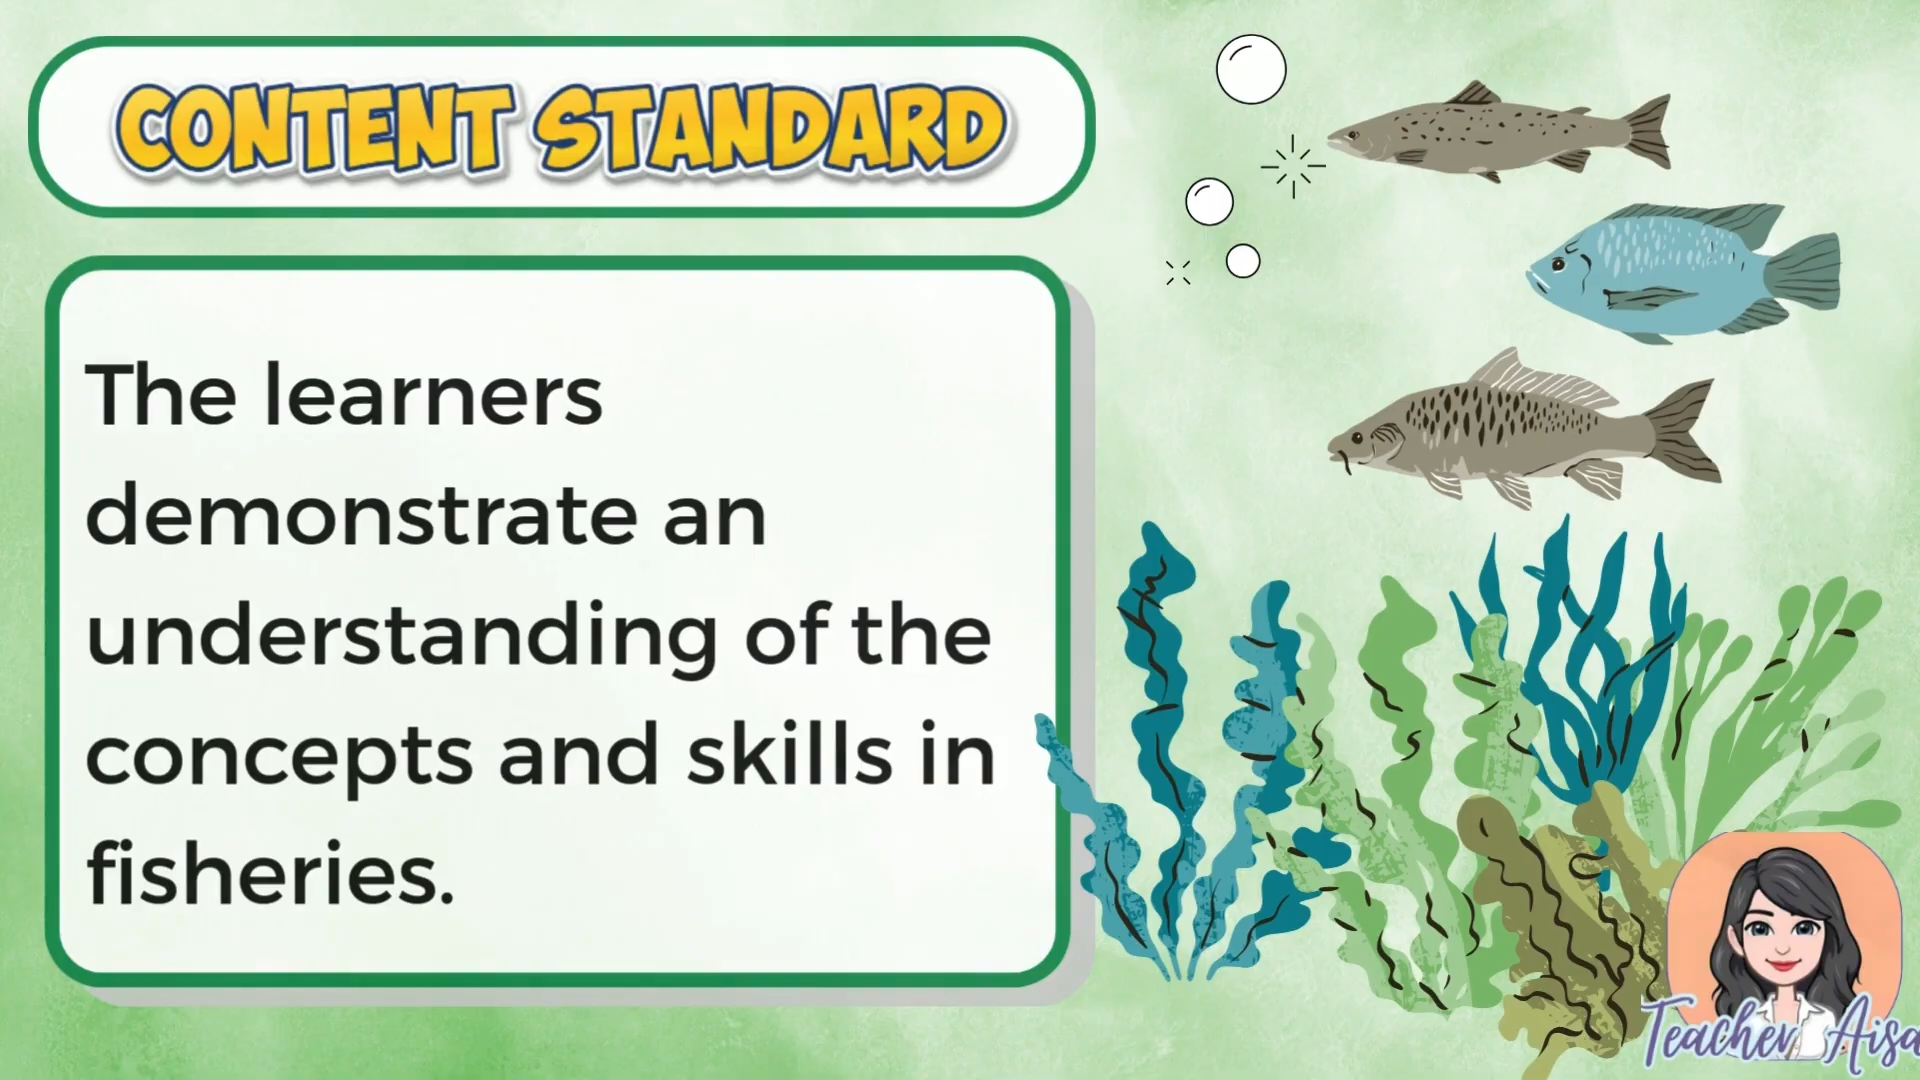 CONTENT STANDARD
The learners
demonstrate an
understanding of the
concepts and skills in
fisheries.
Teacher Aisa